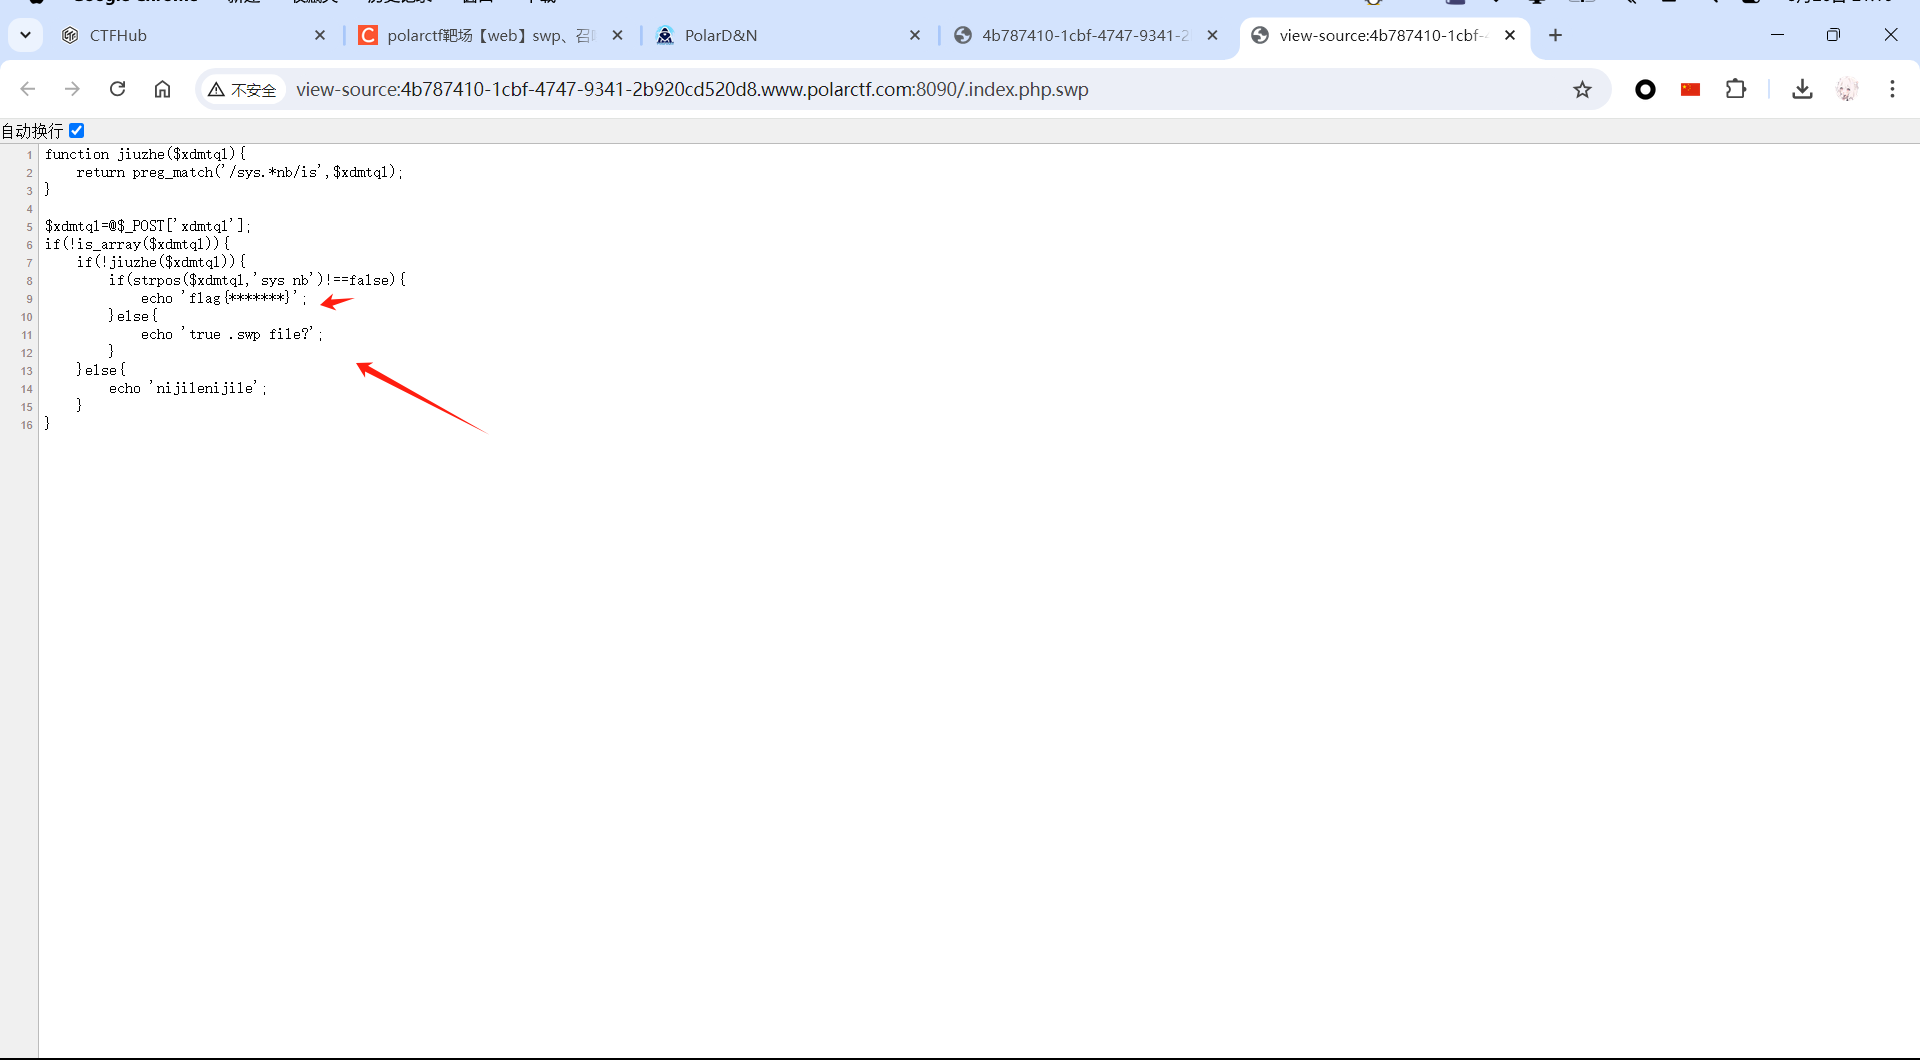 CTFHub
polarctf靶场【web】swp、召
PolarD&N
4b787410-1cbf-4747-9341-2
view-source:4b787410-1cbf-
不安全
view-source:4b787410-1cbf-4747-9341-2b920cd520d8.www.polarctf.com:8090/.index.php.swp
自动换行
1 function jiuzhe($xdmtql){
2     return preg_match('/sys.*nb/is',$xdmtql);
3 }
4
5 $xdmtql=@$_POST['xdmtql'];
6 if(!is_array($xdmtql)){
7     if(!jiuzhe($xdmtql)){
8         if(strpos($xdmtql,'sys nb')!==false){
9             echo 'flag{*******}';
10         }else{
11             echo 'true .swp file?';
12         }
13     }else{
14         echo 'nijilenijile';
15     }
16 }